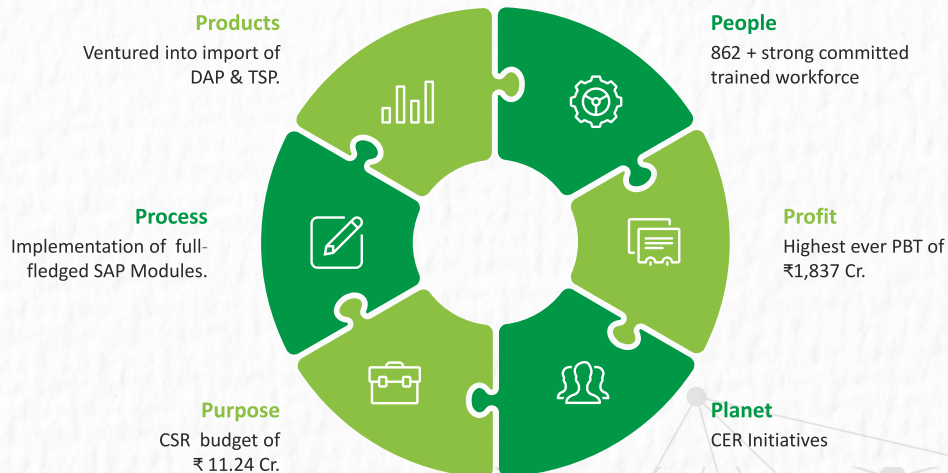 Products
Ventured into import of
DAP & TSP.
People
862 + strong committed
trained workforce
Process
Implementation of full-
fledged SAP Modules.
Profit
Highest ever PBT of
₹1,837 Cr.
Purpose
CSR budget of
₹ 11.24 Cr.
Planet
CER Initiatives